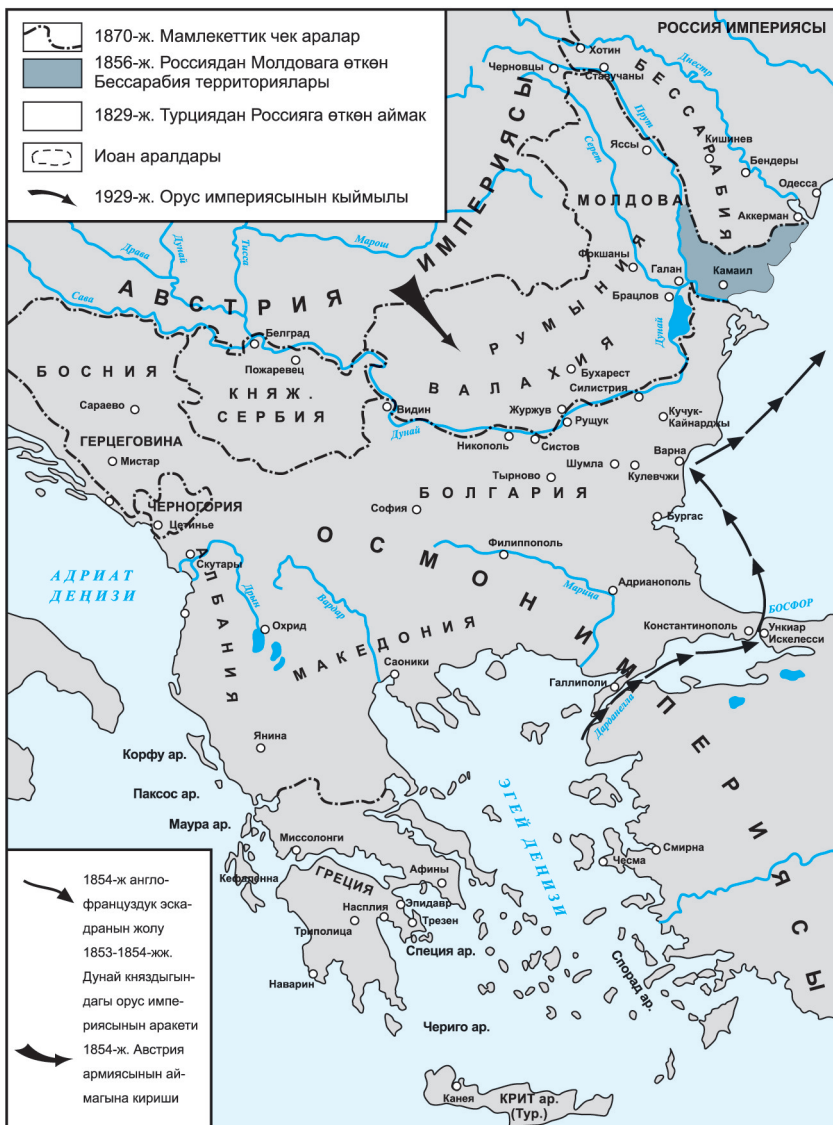 1870-ж. Мамлекеттик чек аралар
1856-ж. Россиядан Молдовага өткөн
Бессарабия территориялары
1829-ж. Турциядан Россияга өткөн аймак
Иоан аралдары
1929-ж. Орус империясынын кыймылы
РОССИЯ ИМПЕРИЯСЫ
Хотин
Черновцы
Ставучаны
Днестр
БЕССАРАБИЯ
Прут
Серет
Кишинев
Яссы
Бендеры
Одесса
МОЛДОВА
Аккерман
Драва
Дунай
Тисса
Марош
Сава
АВСТРИЯ ИМПЕРИЯСЫ
Фокшаны
Галан
Камаил
Брацлов
Дунай
РУМЫНИЯ
Белград
Пожаревец
БОСНИЯ
КНЯЖ.
СЕРБИЯ
ВАЛАХИЯ
Бухарест
Силистрия
Сараево
Видин
Дунай
Журжув
Рущук
Кучук-
Кайнарджы
ГЕРЦЕГОВИНА
Никополь
Систов
Мистар
Шумла
Кулевчжи
Варна
Тырново
БОЛГАРИЯ
ЧЕРНОГОРИЯ
Цетинье
София
Бургас
ОСМОН ИМПЕРИЯСЫ
АДРИАТ
ДЕҢИЗИ
Скутары
АЛБАНИЯ
Дрын
Вардар
Филиппополь
Марица
Адрианополь
БОСФОР
Охрид
МАКЕДОНИЯ
Константинополь
Ункиар
Искелесси
Саоники
Галлиполи
Дарданелла
Янина
Корфу ар.
Паксос ар.
Маура ар.
ЭГЕЙ ДЕҢИЗИ
Миссолонги
Смирна
Чесма
Кефаленна
ГРЕЦИЯ
Афины
Насплия
Эпидавр
Трезен
Триполица
Специя ар.
Наварин
Спорад ар.
Чериго ар.
Канея
КРИТ ар.
(Тур.)
1854-ж англо-
француздук эска-
дранын жолу
1853-1854-жж.
Дунай княздыгын-
дагы орус импе-
риясынын аракети
1854-ж. Австрия
армиясынын ай-
магына кириши